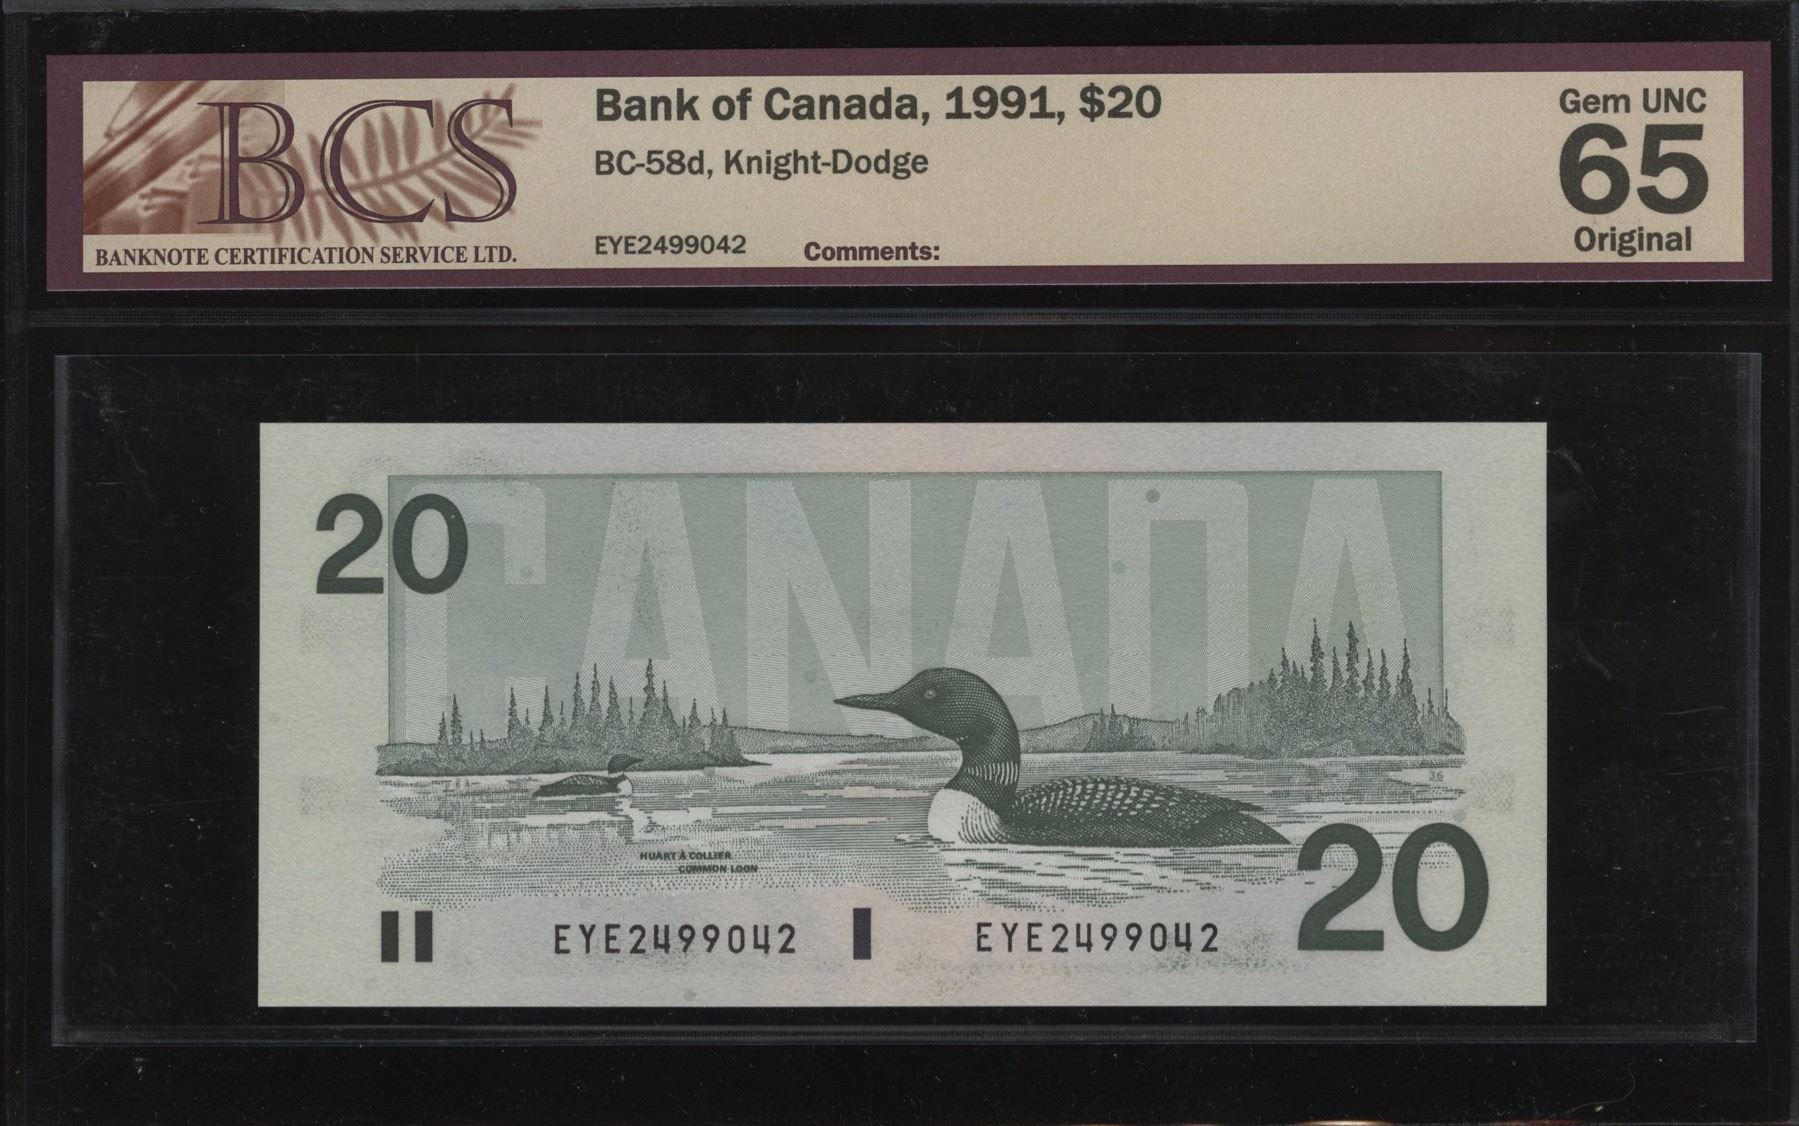 BCS
BANKNOTE CERTIFICATION SERVICE LTD.
Bank of Canada, 1991, $20
BC-58d, Knight-Dodge
EYE2499042
Comments:
Gem UNC
65
Original
20
CANADA
36
HUART À COLLIER
COMMON LOON
20
EYE2499042
EYE2499042